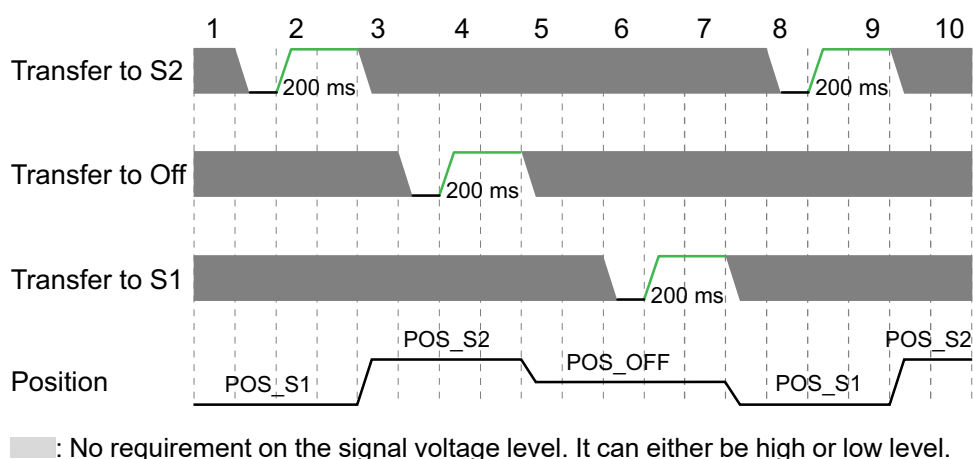 1 2 3 4 5 6 7 8 9 10
Transfer to S2
200 ms
200 ms
Transfer to Off
200 ms
Transfer to S1
200 ms
POS_S2
POS_S2
POS_OFF
Position
POS_S1
POS_S1
: No requirement on the signal voltage level. It can either be high or low level.